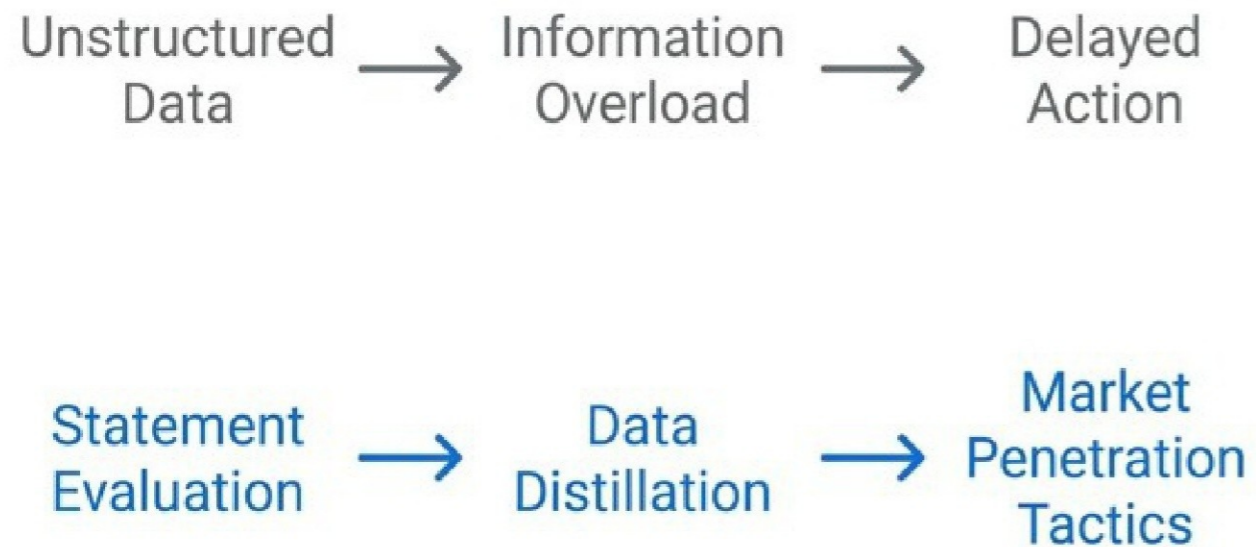 Unstructured
Data
Information
Overload
Delayed
Action
Statement
Evaluation
Data
Distillation
Market
Penetration
Tactics